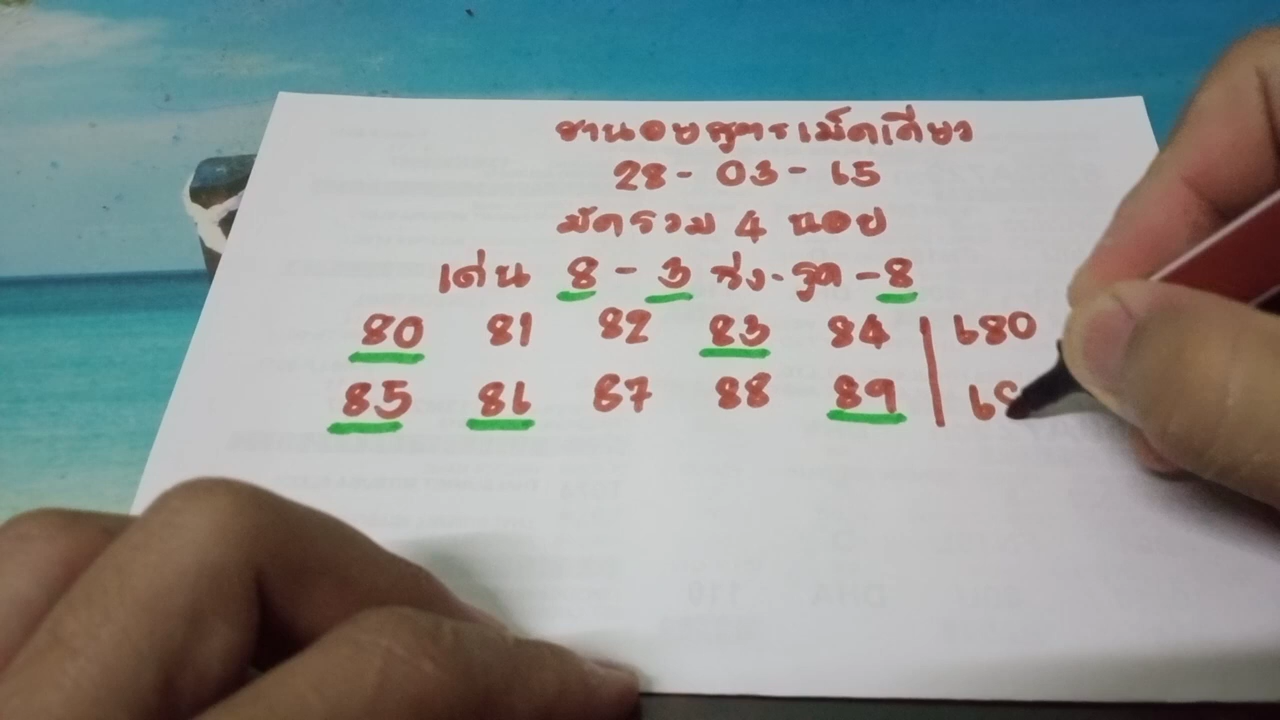 ฮานอยสูตรเม็ดเดียว
28-03-65
มัดรวม 4 นอย
เด่น 8-3 วิ่ง-รูด-8
80 81 82 83 84 680
85 86 87 88 89 68